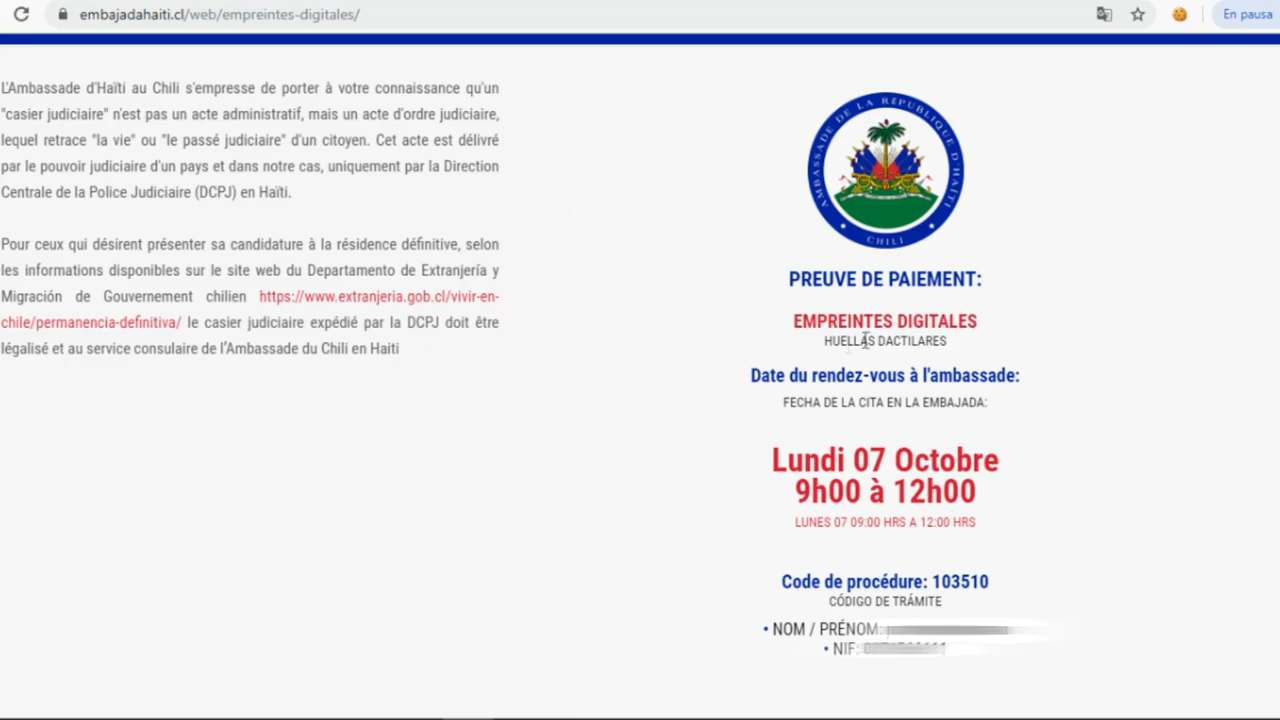 embajadahaiti.cl/web/empreintes-digitales/
En pausa
L'Ambassade d'Haïti au Chili s'empresse de porter à votre connaissance qu'un
"casier judiciaire" n'est pas un acte administratif, mais un acte d'ordre judiciaire,
lequel retrace "la vie" ou "le passé judiciaire" d'un citoyen. Cet acte est délivré
par le pouvoir judiciaire d'un pays et dans notre cas, uniquement par la Direction
Centrale de la Police Judiciaire (DCPJ) en Haïti.
Pour ceux qui désirent présenter sa candidature à la résidence définitive, selon
les informations disponibles sur le site web du Departamento de Extranjería y
Migración de Gouvernement chilien https://www.extranjeria.gob.cl/vivir-en-
chile/permanencia-definitiva/ le casier judiciaire expédié par la DCPJ doit être
légalisé et au service consulaire de l'Ambassade du Chili en Haiti
AMBASSADE DE LA RÉPUBLIQUE D'HAITI
CHILI
PREUVE DE PAIEMENT:
EMPREINTES DIGITALES
HUELLAS DACTILARES
Date du rendez-vous à l'ambassade:
FECHA DE LA CITA EN LA EMBAJADA:
Lundi 07 Octobre
9h00 à 12h00
LUNES 07 09:00 HRS A 12:00 HRS
Code de procédure: 103510
CÓDIGO DE TRÁMITE
• NOM / PRÉNOM:
• NIF: